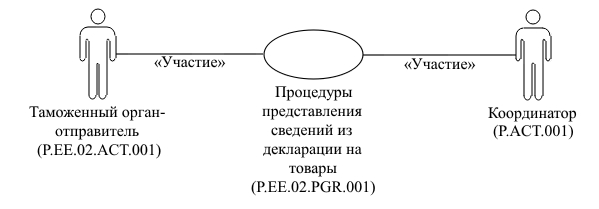 «Участие»
«Участие»
Таможенный орган-
отправитель
(P.EE.02.ACT.001)
Процедуры
представления
сведений из
декларации на
товары
(P.EE.02.PGR.001)
Координатор
(P.ACT.001)